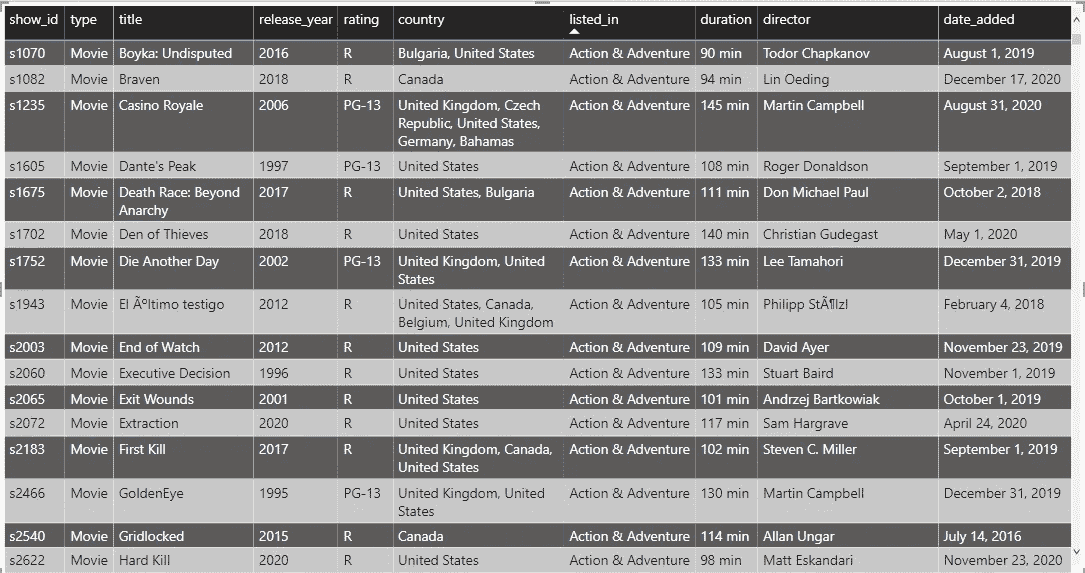 show_id type title release_year rating country listed_in duration director date_added
s1070 Movie Boyka: Undisputed 2016 R Bulgaria, United States Action & Adventure 90 min Todor Chapkanov August 1, 2019
s1082 Movie Braven 2018 R Canada Action & Adventure 94 min Lin Oeding December 17, 2020
s1235 Movie Casino Royale 2006 PG-13 United Kingdom, Czech Action & Adventure 145 min Martin Campbell August 31, 2020
Republic, United States,
Germany, Bahamas
s1605 Movie Dante's Peak 1997 PG-13 United States Action & Adventure 108 min Roger Donaldson September 1, 2019
s1675 Movie Death Race: Beyond 2017 R United States, Bulgaria Action & Adventure 111 min Don Michael Paul October 2, 2018
Anarchy
s1702 Movie Den of Thieves 2018 R United States Action & Adventure 140 min Christian Gudegast May 1, 2020
s1752 Movie Die Another Day 2002 PG-13 United Kingdom, United Action & Adventure 133 min Lee Tamahori December 31, 2019
States
s1943 Movie El Ãºltimo testigo 2012 R United States, Canada, Action & Adventure 105 min Philipp StÃ¶lzl February 4, 2018
Belgium, United Kingdom
s2003 Movie End of Watch 2012 R United States Action & Adventure 109 min David Ayer November 23, 2019
s2060 Movie Executive Decision 1996 R United States Action & Adventure 133 min Stuart Baird November 1, 2019
s2065 Movie Exit Wounds 2001 R United States Action & Adventure 101 min Andrzej Bartkowiak October 1, 2019
s2072 Movie Extraction 2020 R United States Action & Adventure 117 min Sam Hargrave April 24, 2020
s2183 Movie First Kill 2017 R United Kingdom, Canada, Action & Adventure 102 min Steven C. Miller September 1, 2019
United States
s2466 Movie GoldenEye 1995 PG-13 United Kingdom, United Action & Adventure 130 min Martin Campbell December 31, 2019
States
s2540 Movie Gridlocked 2015 R Canada Action & Adventure 114 min Allan Ungar July 14, 2016
s2622 Movie Hard Kill 2020 R United States Action & Adventure 98 min Matt Eskandari November 23, 2020